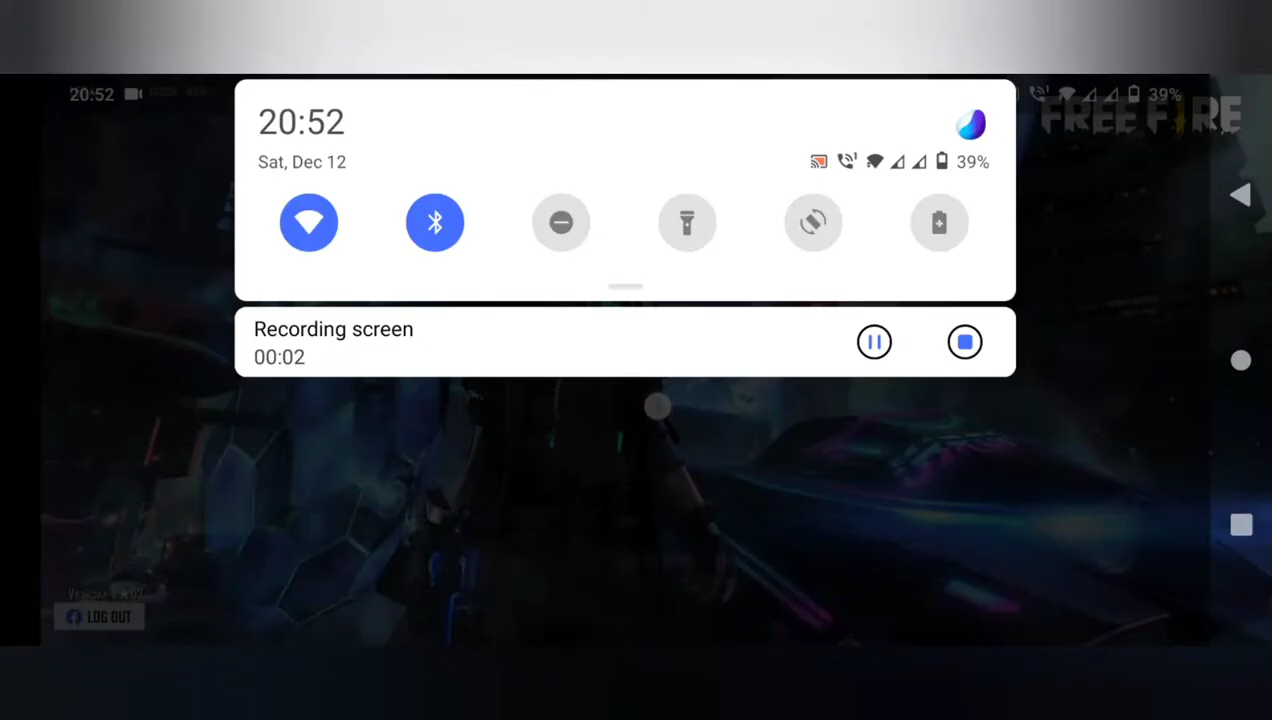 20:52
39%
FREE FIRE
20:52
Sat, Dec 12
39%
Recording screen
00:02
LOG OUT